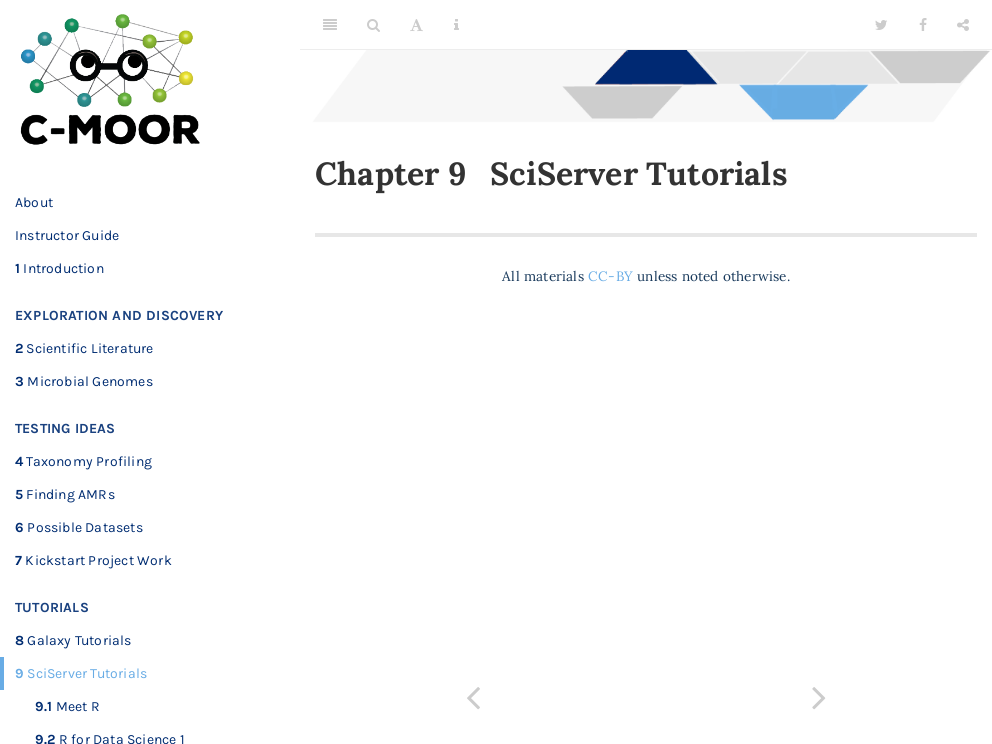 C-MOOR
About
Instructor Guide
1 Introduction
EXPLORATION AND DISCOVERY
2 Scientific Literature
3 Microbial Genomes
TESTING IDEAS
4 Taxonomy Profiling
5 Finding AMRs
6 Possible Datasets
7 Kickstart Project Work
TUTORIALS
8 Galaxy Tutorials
9 SciServer Tutorials
9.1 Meet R
9.2 R for Data Science 1
Chapter 9 SciServer Tutorials
All materials CC-BY unless noted otherwise.